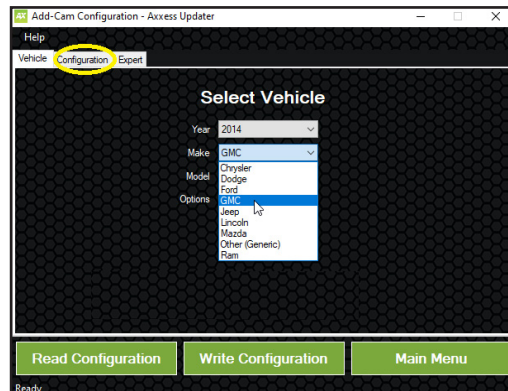 AX Add-Cam Configuration - Axxess Updater
Help
Vehicle Configuration Expert
Select Vehicle
Year 2014
Make GMC
Chrysler
Model Dodge
Ford
Options GMC
Jeep
Lincoln
Mazda
Other (Generic)
Ram
Read Configuration Write Configuration Main Menu
Ready